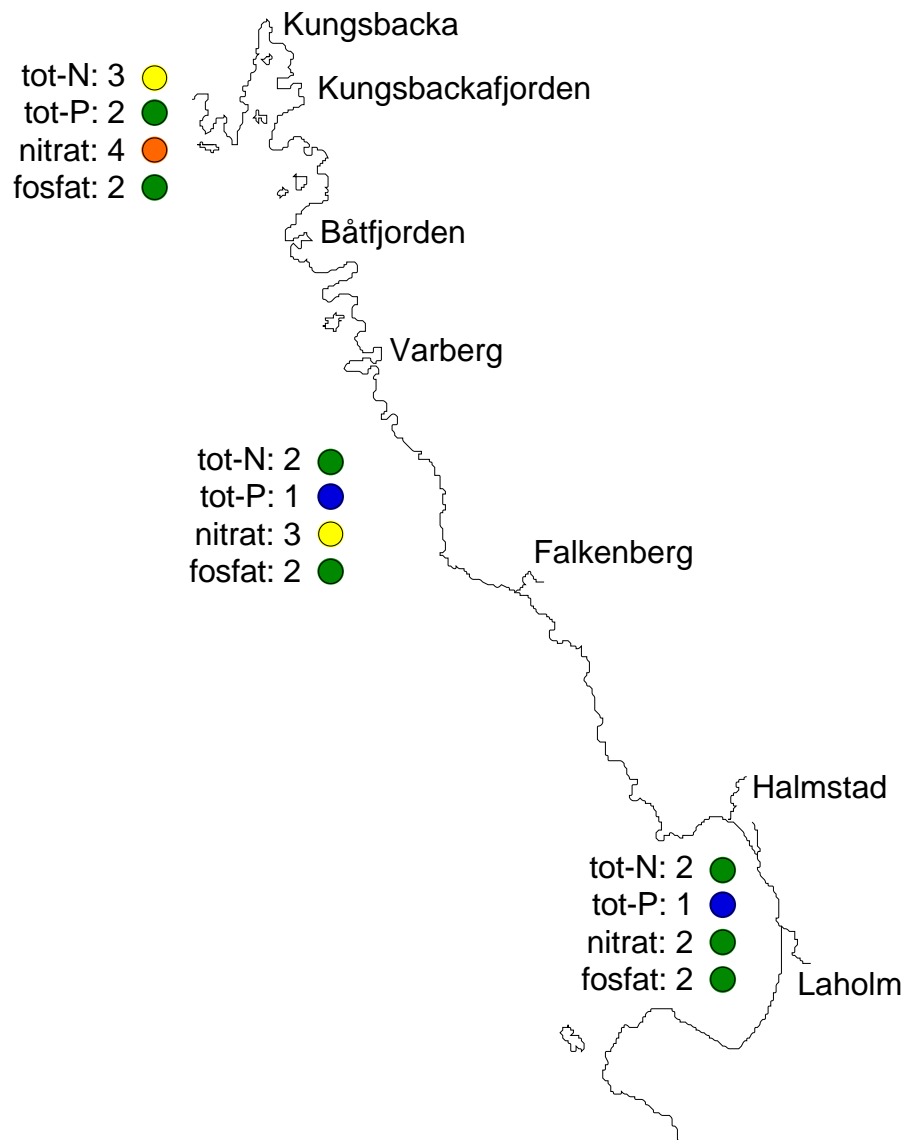 Kungsbacka
tot-N: 3
Kungsbackafjorden
tot-P: 2
nitrat: 4
fosfat: 2
Båtfjorden
Varberg
tot-N: 2
tot-P: 1
nitrat: 3
fosfat: 2
Falkenberg
Halmstad
tot-N: 2
tot-P: 1
nitrat: 2
fosfat: 2
Laholm